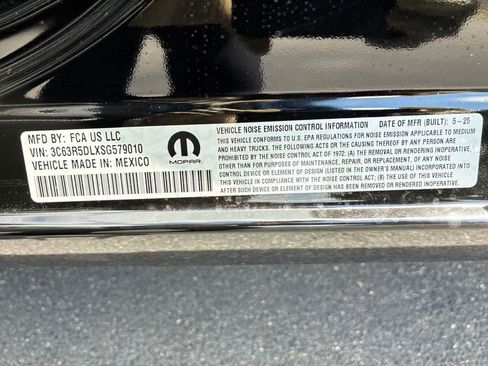 MFD BY: FCA US LLC
VIN: 3C63R5DLXSG579010
VEHICLE MADE IN: MEXICO
MOPAR
VEHICLE NOISE EMISSION CONTROL INFORMATION DATE OF MFR (BUILT): 5-25
THIS VEHICLE CONFORMS TO U.S. EPA REGULATIONS FOR NOISE EMISSION APPLICABLE TO MEDIUM
AND HEAVY TRUCKS. THE FOLLOWING ACTS OR THE CAUSING THEREOF BY ANY PERSON ARE
PROHIBITED BY THE NOISE CONTROL ACT OF 1972: (A) THE REMOVAL OR RENDERING INOPERATIVE,
OTHER THAN FOR PURPOSES OF MAINTENANCE, REPAIR, OR REPLACEMENT, OF ANY NOISE
CONTROL DEVICE OR ELEMENT OF DESIGN (LISTED IN THE OWNER'S MANUAL) INCORPORATED
INTO THIS VEHICLE IN COMPLIANCE WITH THE NOISE CONTROL ACT; (B) THE USE OF THIS VEHICLE
AFTER SUCH DEVICE OR ELEMENT OF DESIGN HAS BEEN REMOVED OR RENDERED INOPERATIVE.